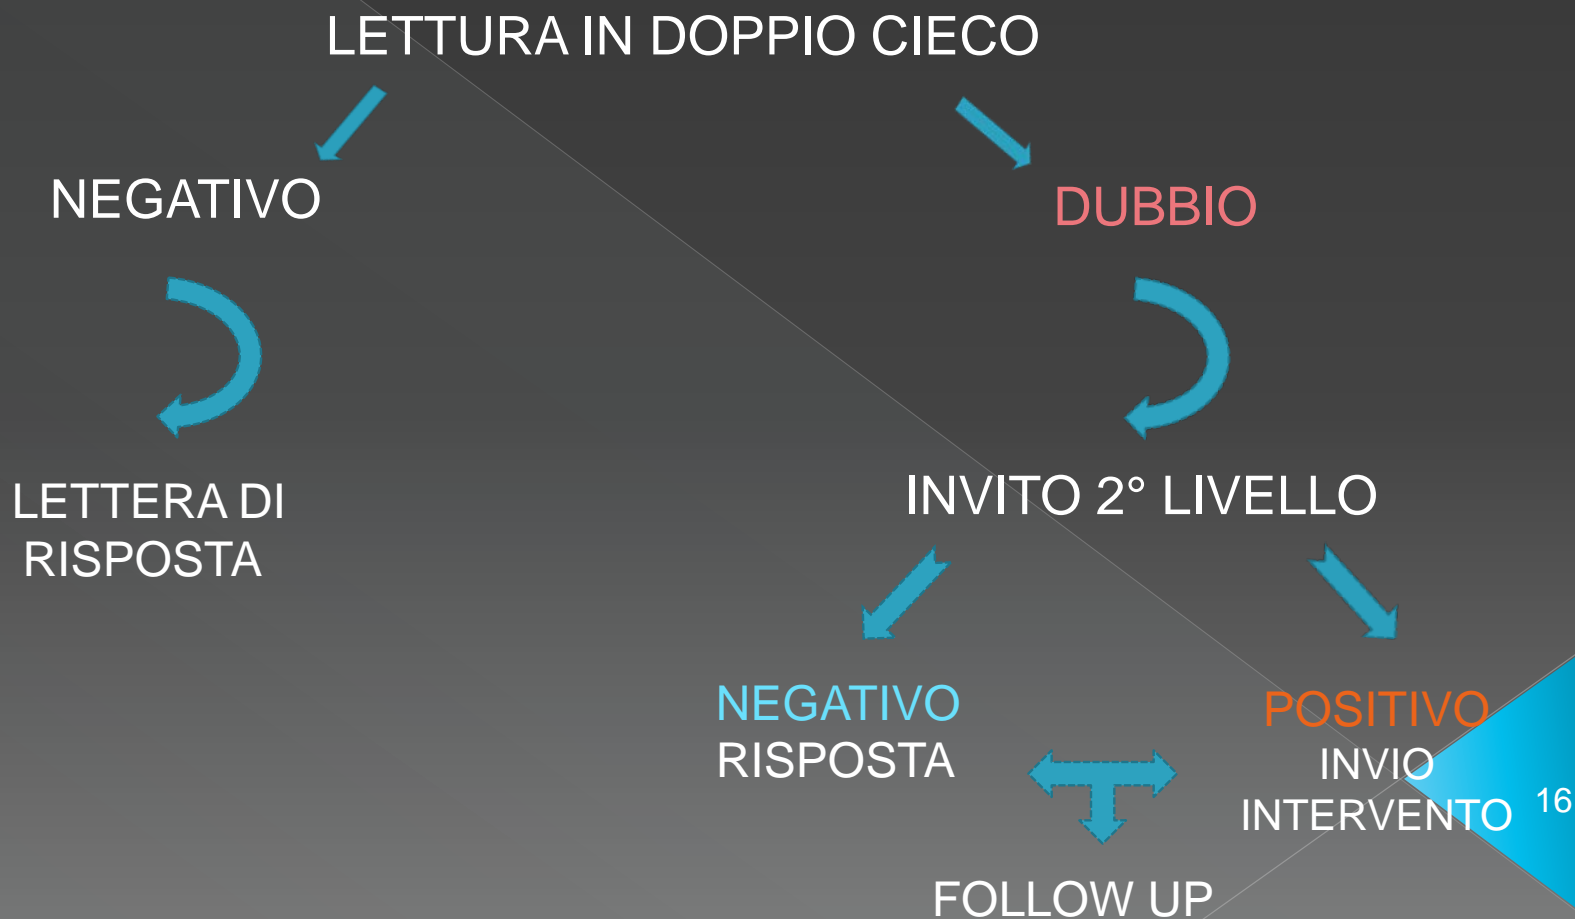 LETTURA IN DOPPIO CIECO
NEGATIVO
DUBBIO
LETTERA DI
RISPOSTA
INVITO 2° LIVELLO
NEGATIVO
RISPOSTA
POSITIVO
INVIO
INTERVENTO
16
FOLLOW UP